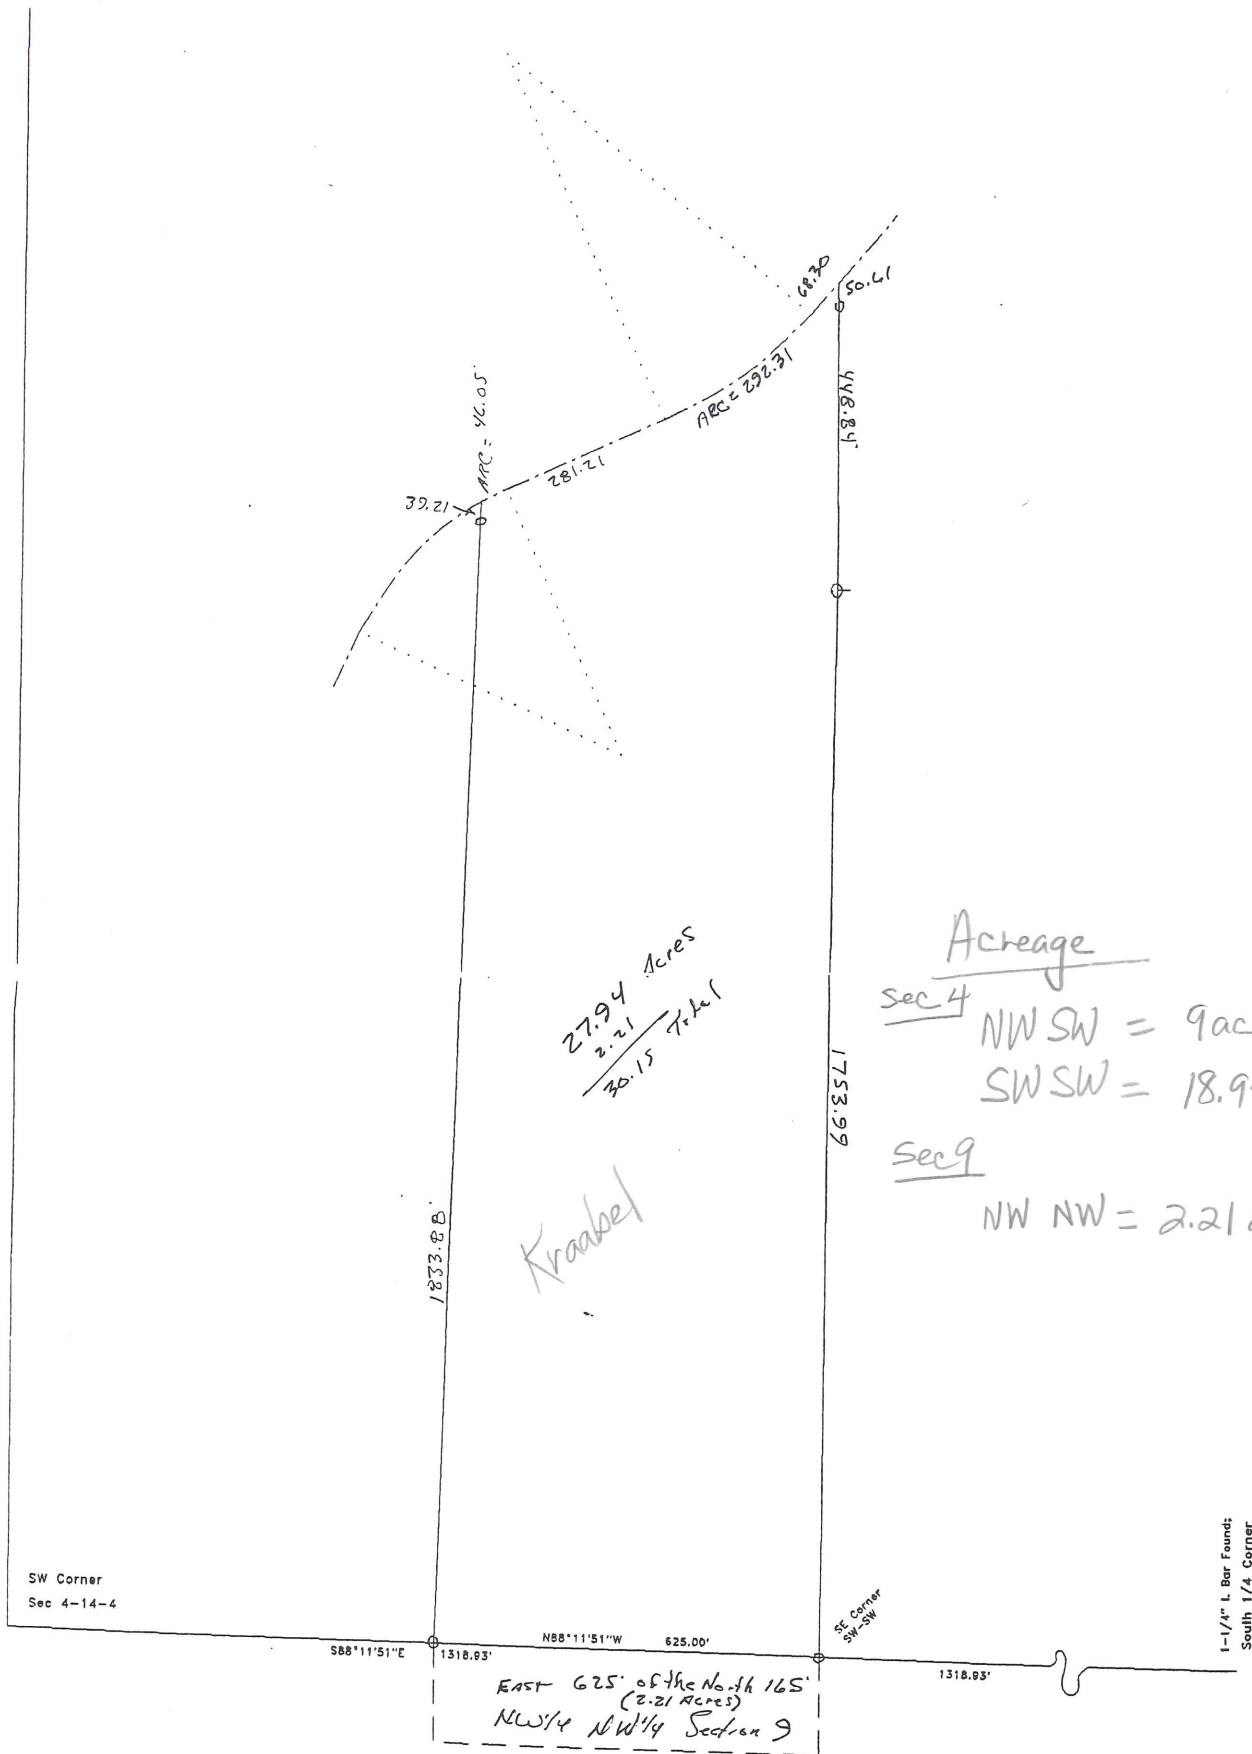 68.30
50.61
ARC = 292.31
448.84'
ARC = 46.05'
281.21
39.21
27.94 Acres
2.21
30.15 Total
Acreage
Sec 4
NW SW = 9ac
SW SW = 18.9
1753.99
Sec 9
NW NW = 2.21
Kraabel
1833.88'
SW Corner
Sec 4-14-4
SE Corner
SW-SW
1-1/4" I. Bar Found;
South 1/4 Corner
S88°11'51"E
1318.93'
N88°11'51"W 625.00'
1318.93'
EAST 625' of the North 165'
(2.21 Acres)
NW1/4 NW1/4 Section 9